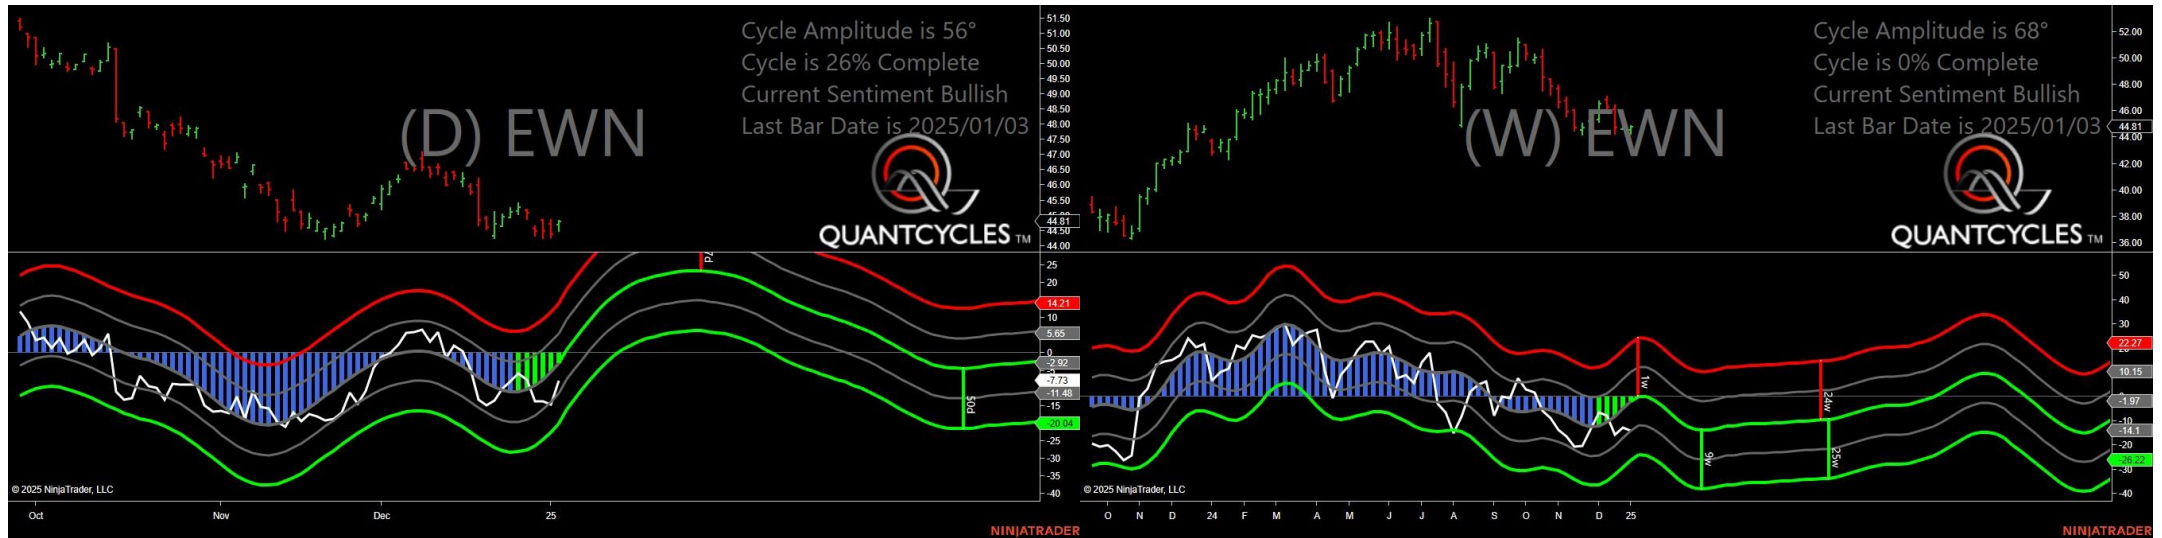 Cycle Amplitude is 56°
Cycle is 26% Complete
Current Sentiment Bullish
Last Bar Date is 2025/01/03
(D) EWN
QUANTCYCLES TM
51.50
51.00
50.50
50.00
49.50
49.00
48.50
48.00
47.50
47.00
46.50
46.00
45.50
44.81
44.50
44.00
25
20
14.21
10
5.65
0
-2.92
-7.73
-11.48
-15
-20.04
-25
-30
-35
-40
7d
50d
© 2025 NinjaTrader, LLC
Oct Nov Dec 25
NINJATRADER
Cycle Amplitude is 68°
Cycle is 0% Complete
Current Sentiment Bullish
Last Bar Date is 2025/01/03
(W) EWN
QUANTCYCLES TM
52.00
50.00
48.00
46.00
44.81
44.00
42.00
40.00
38.00
36.00
50
40
30
22.27
10.15
-1.97
-10
-14.1
-20
-26.22
-30
-40
1w
9w
24w
25w
© 2025 NinjaTrader, LLC
O N D 24 F M A M J J A S O N D 25
NINJATRADER